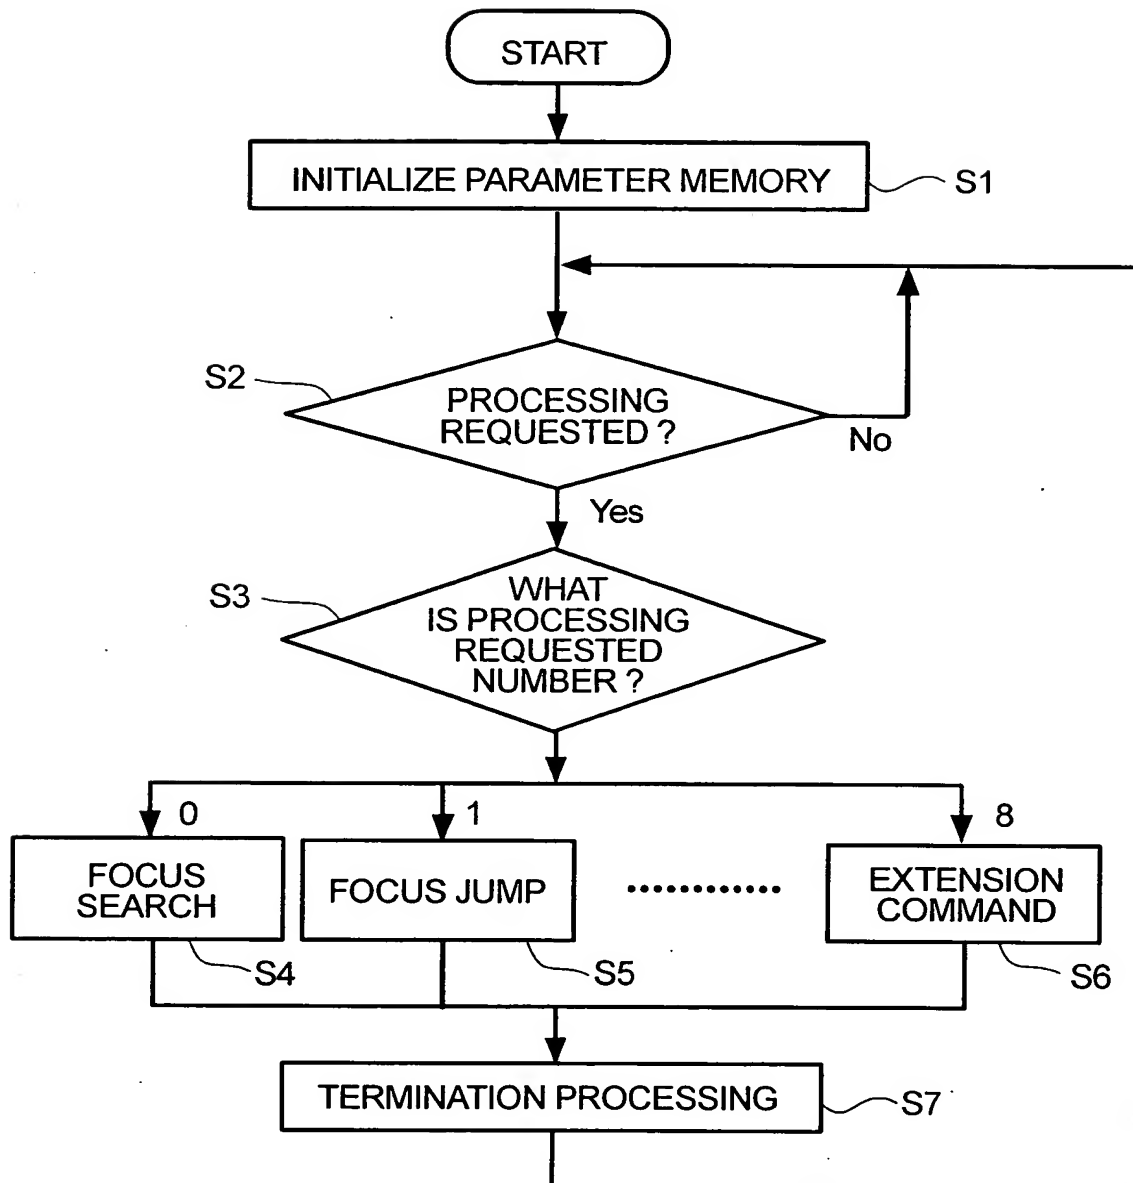 START
INITIALIZE PARAMETER MEMORY
S1
S2
PROCESSING
REQUESTED ?
No
Yes
S3
WHAT
IS PROCESSING
REQUESTED
NUMBER ?
0
1
8
FOCUS
SEARCH
FOCUS JUMP
EXTENSION
COMMAND
S4
S5
S6
TERMINATION PROCESSING
S7